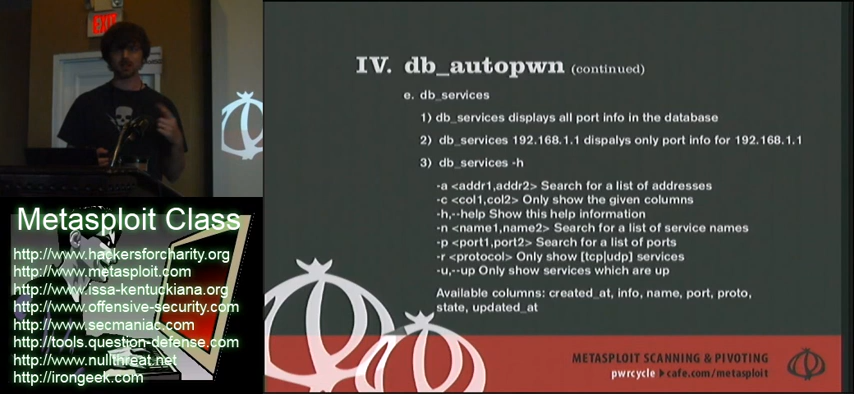 EXIT
IV. db_autopwn (continued)
e. db_services
1) db_services displays all port info in the database
2) db_services 192.168.1.1 dispalys only port info for 192.168.1.1
3) db_services -h
-a <addr1,addr2> Search for a list of addresses
-c <col1,col2> Only show the given columns
-h,--help Show this help information
-n <name1,name2> Search for a list of service names
-p <port1,port2> Search for a list of ports
-r <protocol> Only show [tcp|udp] services
-u,--up Only show services which are up
Available columns: created_at, info, name, port, proto,
state, updated_at
METASPLOIT SCANNING & PIVOTING
pwrcycle cafe.com/metasploit
Metasploit Class
http://www.hackersforcharity.org
http://www.metasploit.com
http://www.issa-kentuckiana.org
http://www.offensive-security.com
http://www.secmaniac.com
http://tools.question-defense.com
http://www.nullthreat.net
http://irongeek.com